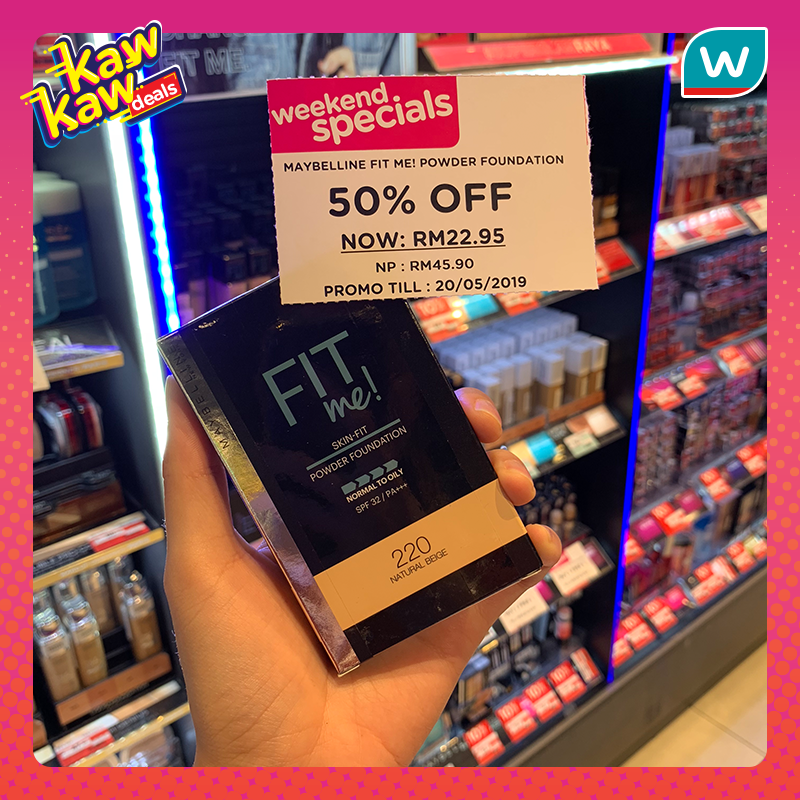 Kaw
Kaw
deals
W
weekend
specials
MAYBELLINE FIT ME! POWDER FOUNDATION
50% OFF
NOW: RM22.95
NP : RM45.90
PROMO TILL : 20/05/2019
RAYA
FIT
me!
SKIN-FIT
POWDER FOUNDATION
NORMAL TO OILY
SPF 32 / PA+++
220
NATURAL BEIGE
MAYBELLINE